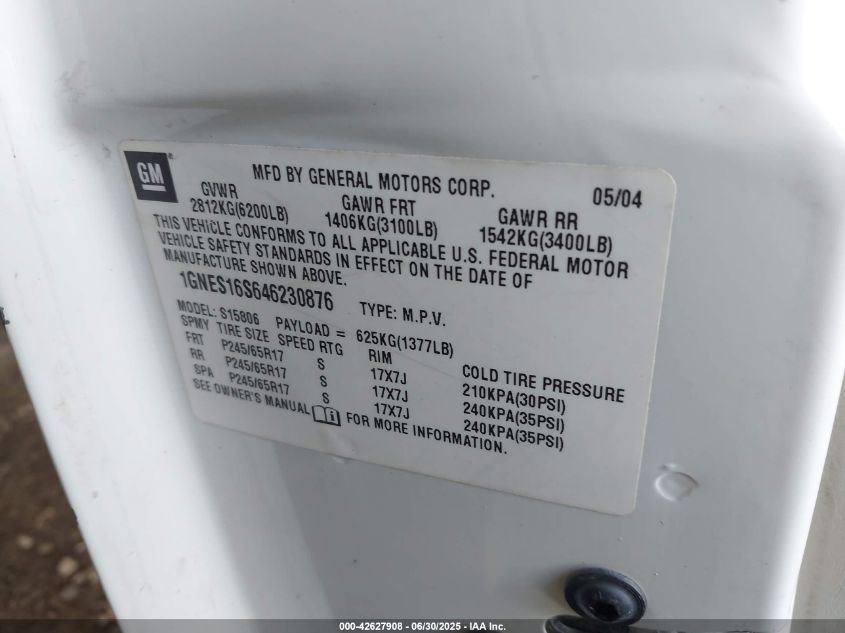 GM
MFD BY GENERAL MOTORS CORP. 05/04
GVWR GAWR FRT GAWR RR
2812KG(6200LB) 1406KG(3100LB) 1542KG(3400LB)
THIS VEHICLE CONFORMS TO ALL APPLICABLE U.S. FEDERAL MOTOR
VEHICLE SAFETY STANDARDS IN EFFECT ON THE DATE OF
MANUFACTURE SHOWN ABOVE.
1GNES16S646230876 TYPE: M.P.V.
MODEL: S15806 PAYLOAD = 625KG(1377LB)
SPMY TIRE SIZE SPEED RTG RIM COLD TIRE PRESSURE
FRT P245/65R17 S 17X7J 210KPA(30PSI)
RR P245/65R17 S 17X7J 240KPA(35PSI)
SPA P245/65R17 S 17X7J 240KPA(35PSI)
SEE OWNER'S MANUAL FOR MORE INFORMATION.
000-42627908 - 06/30/2025 - IAA Inc.